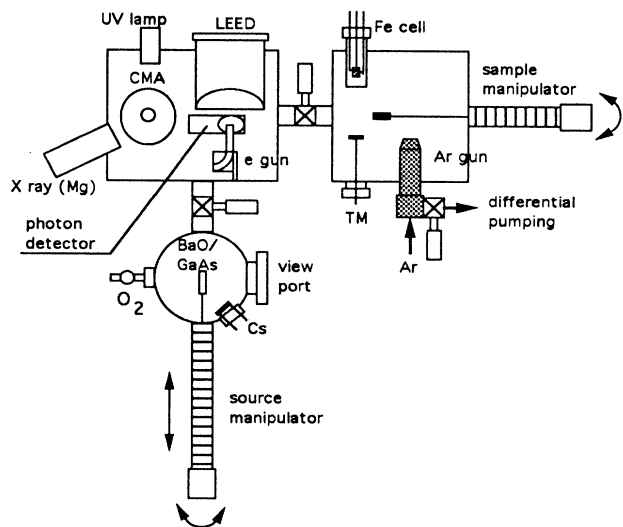 UV lamp
LEED
Fe cell
CMA
sample
manipulator
e gun
Ar gun
X ray (Mg)
photon
detector
TM
differential
pumping
Ar
BaO/
GaAs
view
port
O2
Cs
source
manipulator